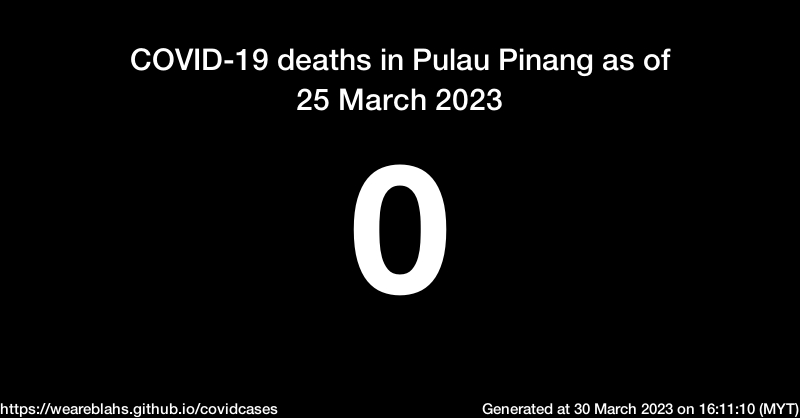 COVID-19 deaths in Pulau Pinang as of
25 March 2023
0
https://weareblahs.github.io/covidcases
Generated at 30 March 2023 on 16:11:10 (MYT)